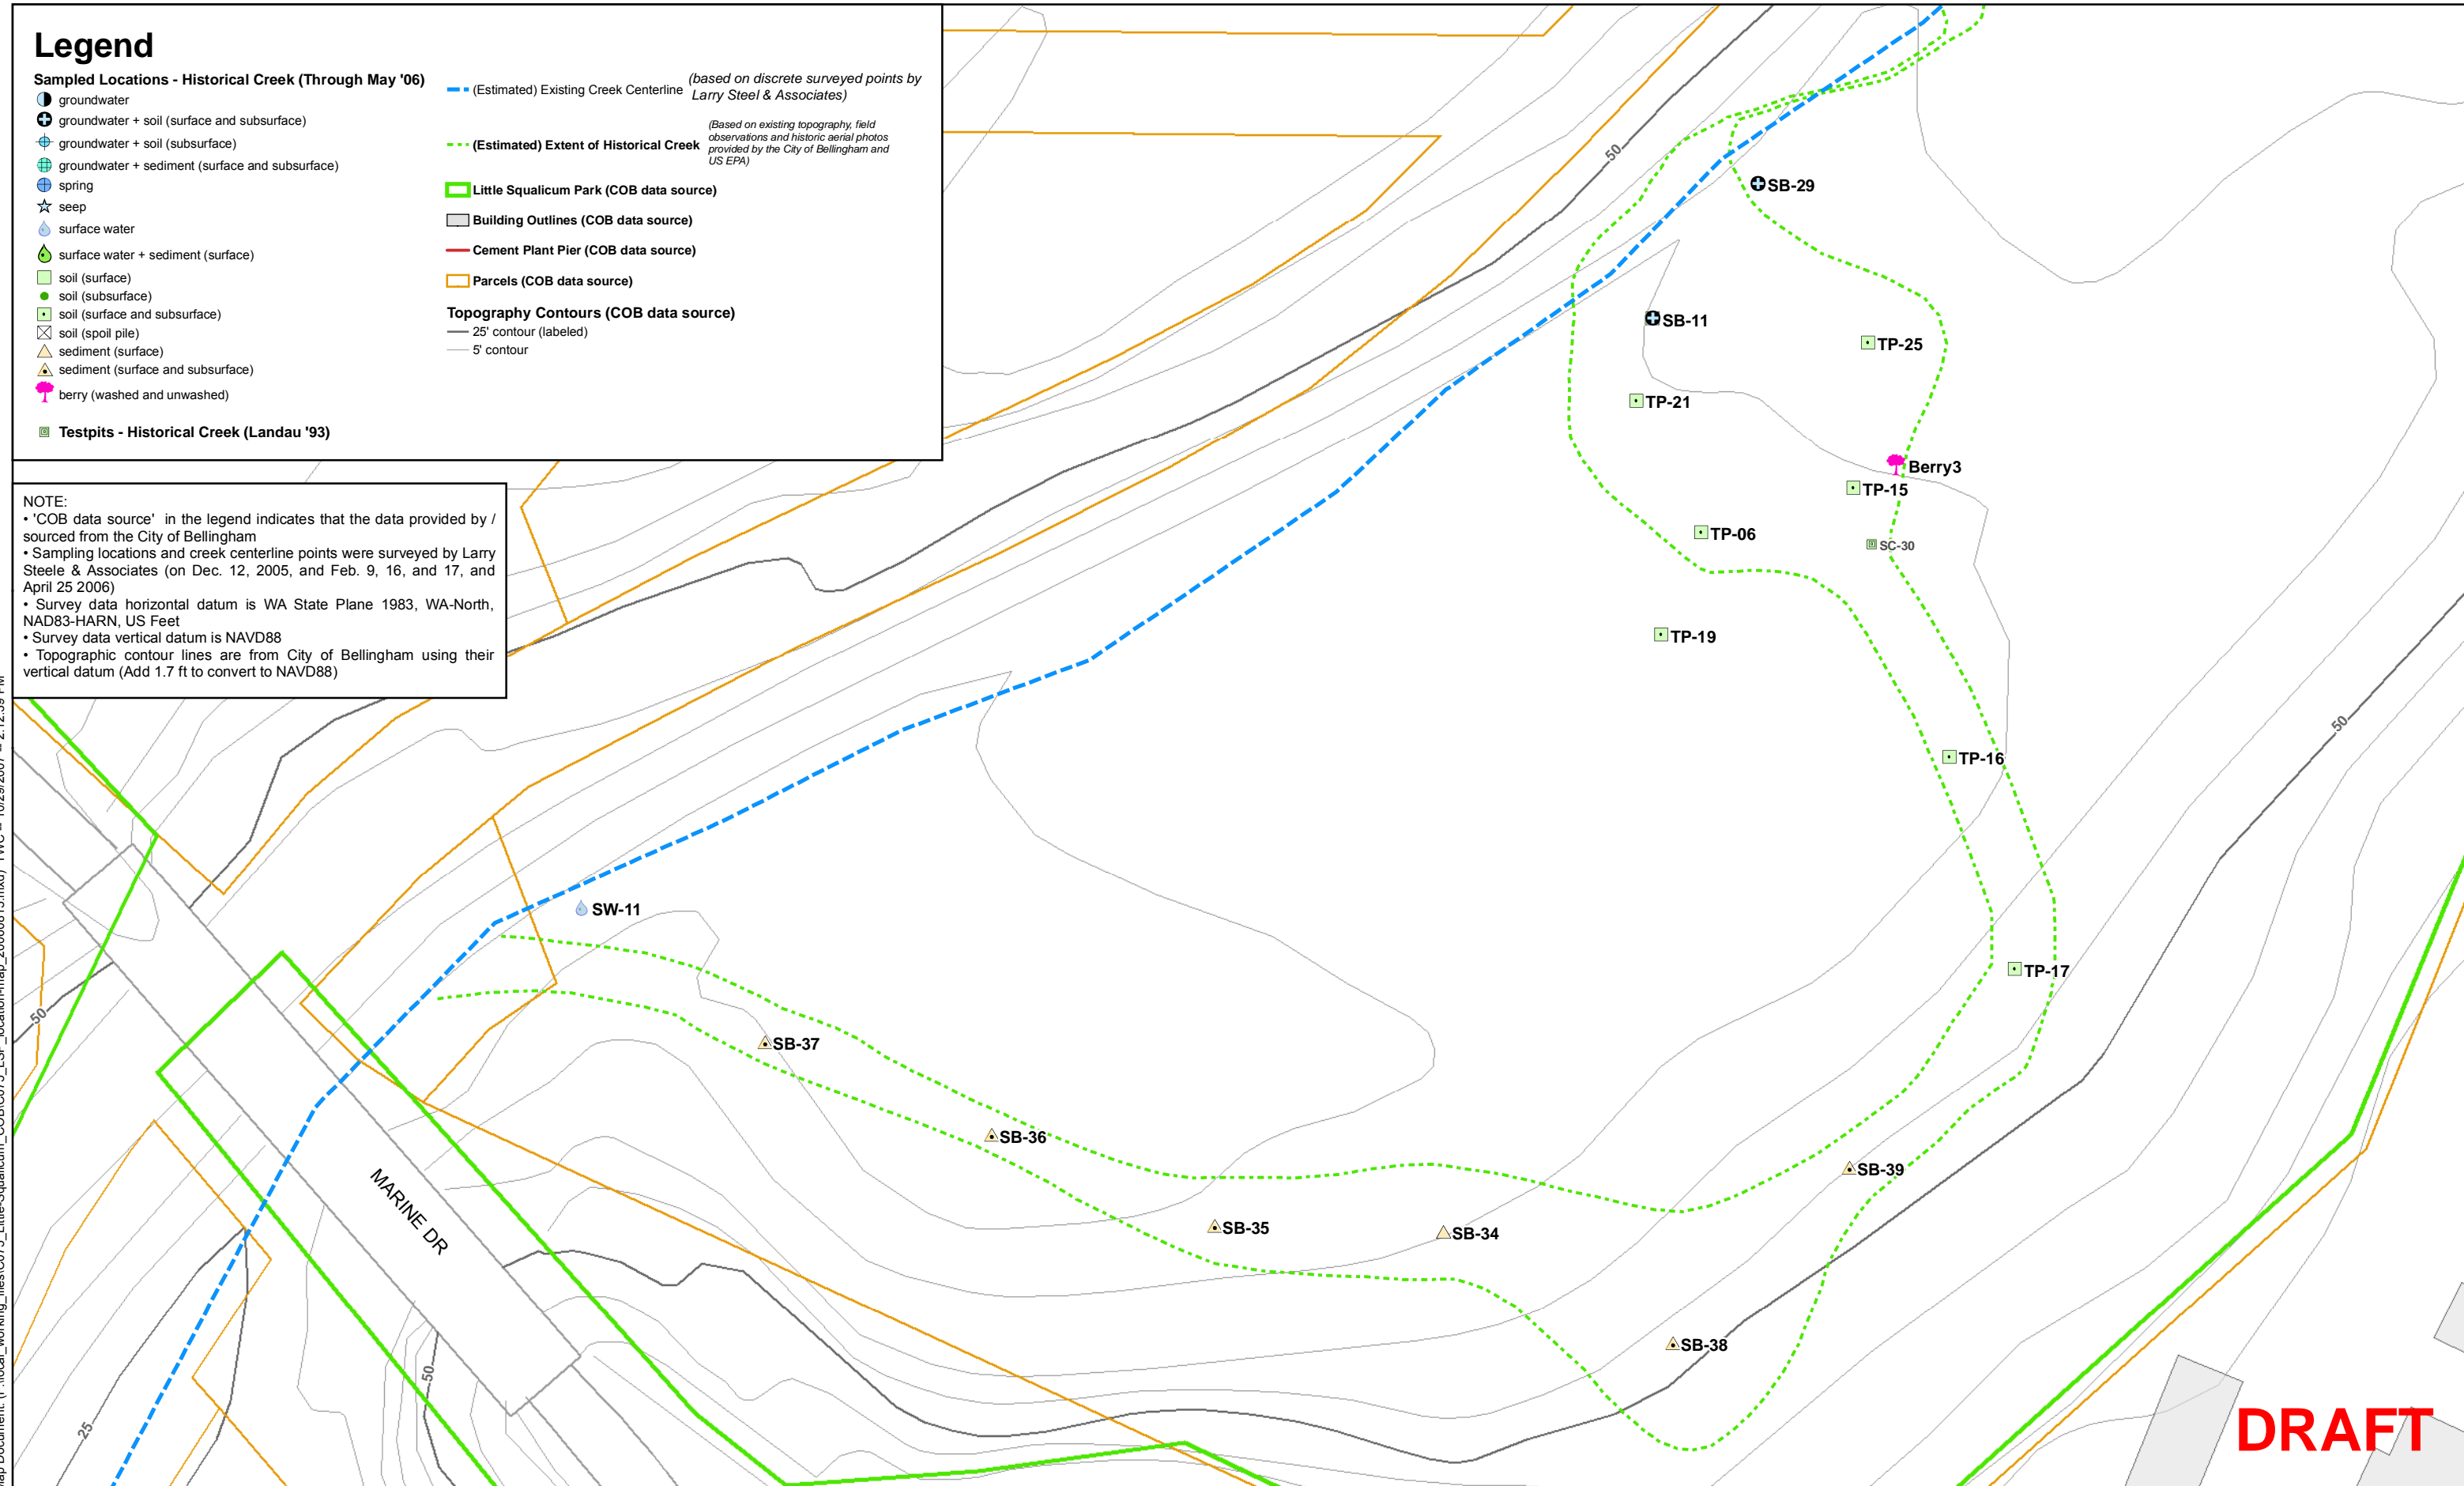 Legend
Sampled Locations - Historical Creek (Through May '06)
groundwater
groundwater + soil (surface and subsurface)
groundwater + soil (subsurface)
groundwater + sediment (surface and subsurface)
spring
seep
surface water
surface water + sediment (surface)
soil (surface)
soil (subsurface)
soil (surface and subsurface)
soil (spoil pile)
sediment (surface)
sediment (surface and subsurface)
berry (washed and unwashed)
Testpits - Historical Creek (Landau '93)
(Estimated) Existing Creek Centerline
(based on discrete surveyed points by
Larry Steel & Associates)
(Estimated) Extent of Historical Creek
(Based on existing topography, field
observations and historic aerial photos
provided by the City of Bellingham and
US EPA)
Little Squalicum Park (COB data source)
Building Outlines (COB data source)
Cement Plant Pier (COB data source)
Parcels (COB data source)
Topography Contours (COB data source)
25' contour (labeled)
5' contour
NOTE:
• 'COB data source' in the legend indicates that the data provided by /
sourced from the City of Bellingham
• Sampling locations and creek centerline points were surveyed by Larry
Steele & Associates (on Dec. 12, 2005, and Feb. 9, 16, and 17, and
April 25 2006)
• Survey data horizontal datum is WA State Plane 1983, WA-North,
NAD83-HARN, US Feet
• Survey data vertical datum is NAVD88
• Topographic contour lines are from City of Bellingham using their
vertical datum (Add 1.7 ft to convert to NAVD88)
50
SB-29
SB-11
TP-25
TP-21
Berry3
TP-15
TP-06
SC-30
TP-19
50
TP-16
SW-11
TP-17
50
SB-37
SB-36
SB-39
MARINE DR
SB-35
SB-34
SB-38
50
25
DRAFT